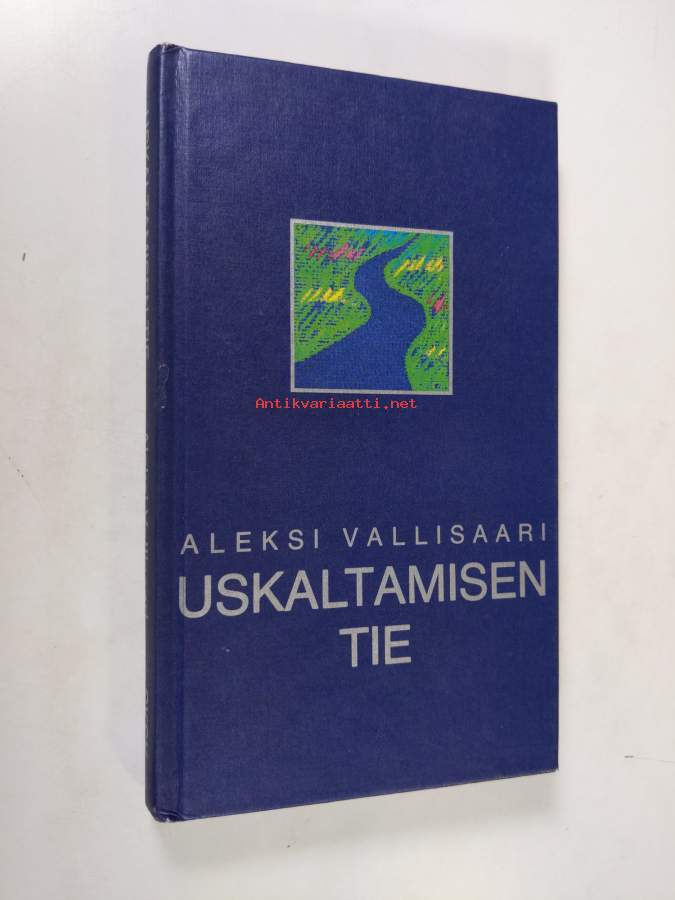 Antikvariaatti.net
ALEKSI VALLISAARI
USKALTAMISEN
TIE